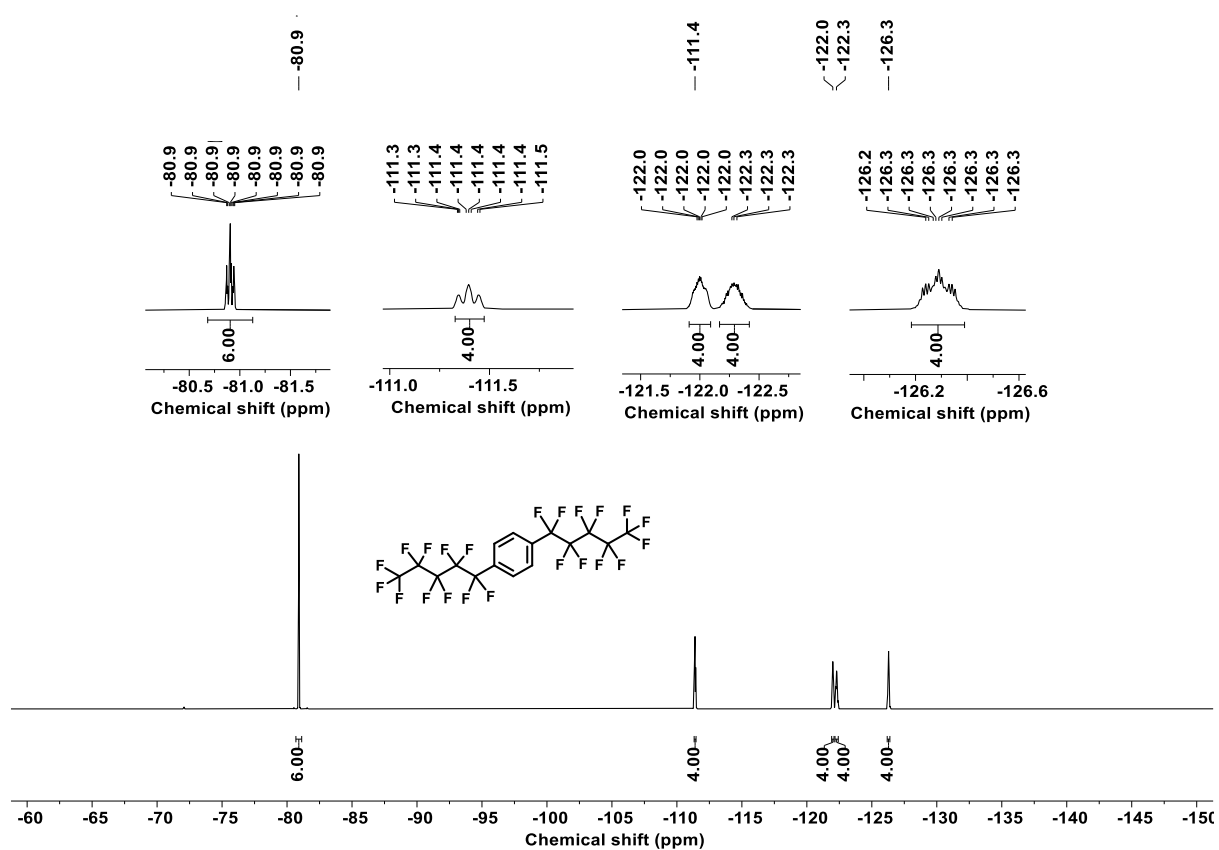 -80.9
-111.4
-122.0
-122.3
-126.3
-80.9 -80.9 -80.9 -80.9 -80.9 -80.9 -80.9 -80.9
-111.3 -111.3 -111.4 -111.4 -111.4 -111.4 -111.4 -111.5
-122.0 -122.0 -122.0 -122.0 -122.0 -122.3 -122.3 -122.3
-126.2 -126.3 -126.3 -126.3 -126.3 -126.3 -126.3 -126.3
6.00
4.00
4.00 4.00
4.00
-80.5 -81.0 -81.5
Chemical shift (ppm)
-111.0 -111.5
Chemical shift (ppm)
-121.5 -122.0 -122.5
Chemical shift (ppm)
-126.2 -126.6
Chemical shift (ppm)
F F F F F
F
F
F F F F
F F F F
F
F
F F F F F
6.00
4.00
4.00
4.00
4.00
-60 -65 -70 -75 -80 -85 -90 -95 -100 -105 -110 -115 -120 -125 -130 -135 -140 -145 -150
Chemical shift (ppm)